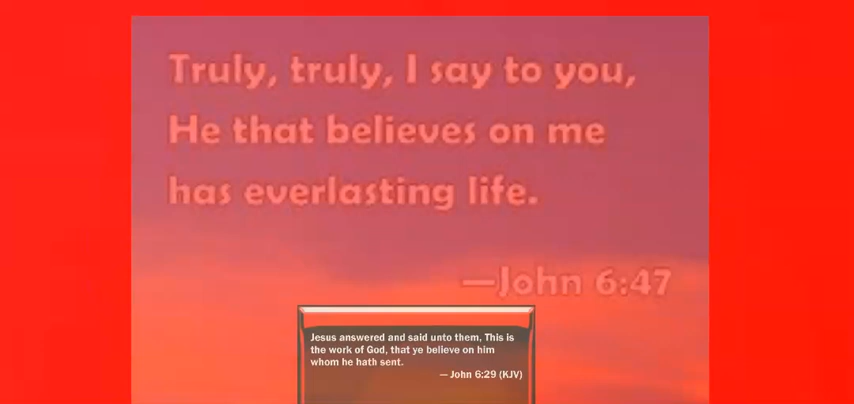 Truly, truly, I say to you,
He that believes on me
has everlasting life.
—John 6:47
Jesus answered and said unto them, This is
the work of God, that ye believe on him
whom he hath sent.
— John 6:29 (KJV)